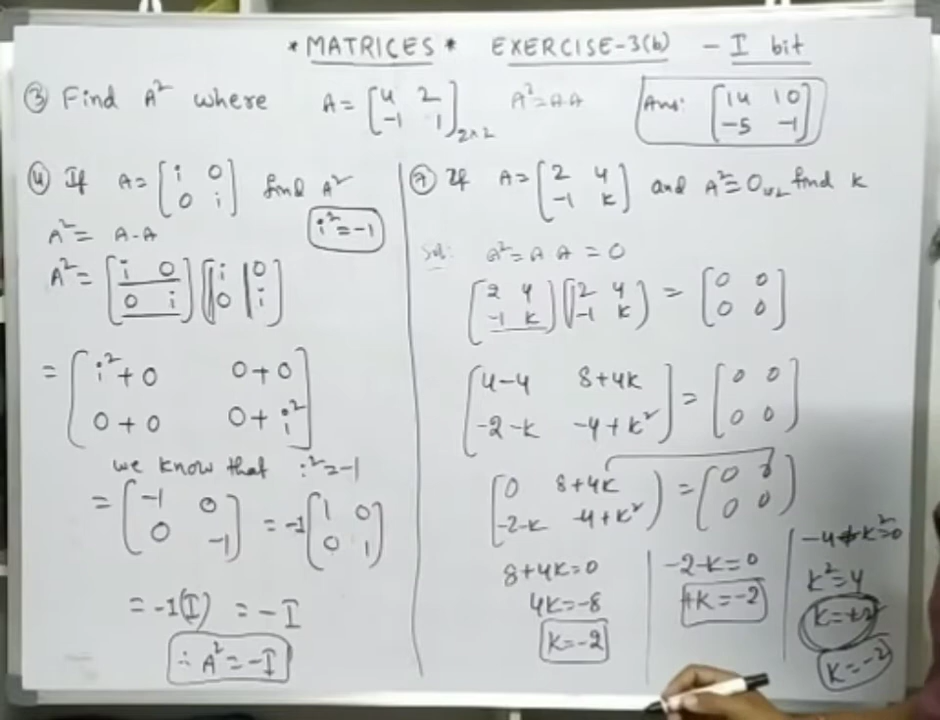 *MATRICES* EXERCISE-3(b) - I bit
③ Find A² where A = [4 2; -1 1]₂ₓ₂ A²=A.A Ans: [14 10; -5 -1]
④ If A = [i 0; 0 i] find A²
A² = A.A i²=-1
A² = [i 0; 0 i] [i 0; 0 i]
= [i²+0 0+0; 0+0 0+i²]
we know that i²=-1
= [-1 0; 0 -1] = -1[1 0; 0 1]
= -1(I) = -I
∴ A² = -I
⑦ If A = [2 4; -1 k] and A²=O₂ₓ₂ find k
Sol: A² = A A = 0
[2 4; -1 k] [2 4; -1 k] = [0 0; 0 0]
[4-4 8+4k; -2-k -4+k²] = [0 0; 0 0]
[0 8+4k; -2-k -4+k²] = [0 0; 0 0]
8+4k=0
4k=-8
k=-2
-2-k=0
+k=-2
-4+k²=0
k²=4
k=±2
k=-2